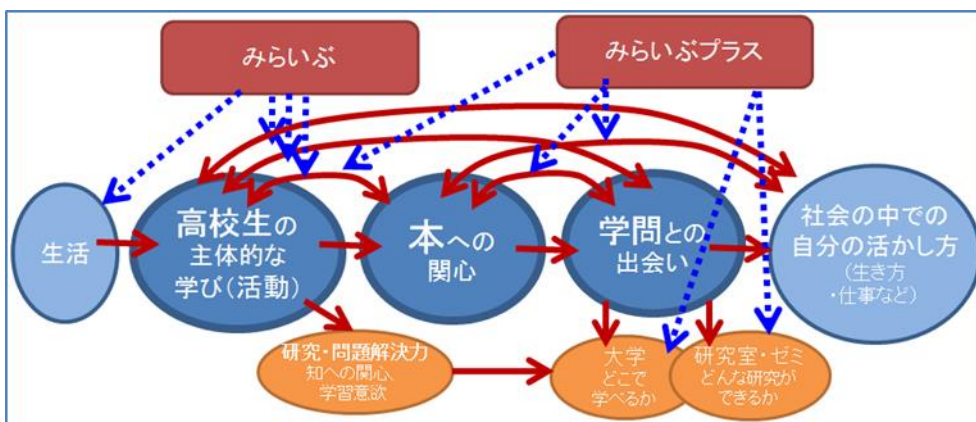 みらいぶ
みらいぶプラス
生活
高校生の
主体的な
学び(活動)
本への
関心
学問との
出会い
社会の中での
自分の活かし方
(生き方
・仕事など)
研究・問題解決力
知への関心、
学習意欲
大学
どこで
学べるか
研究室・ゼミ
どんな研究が
できるか